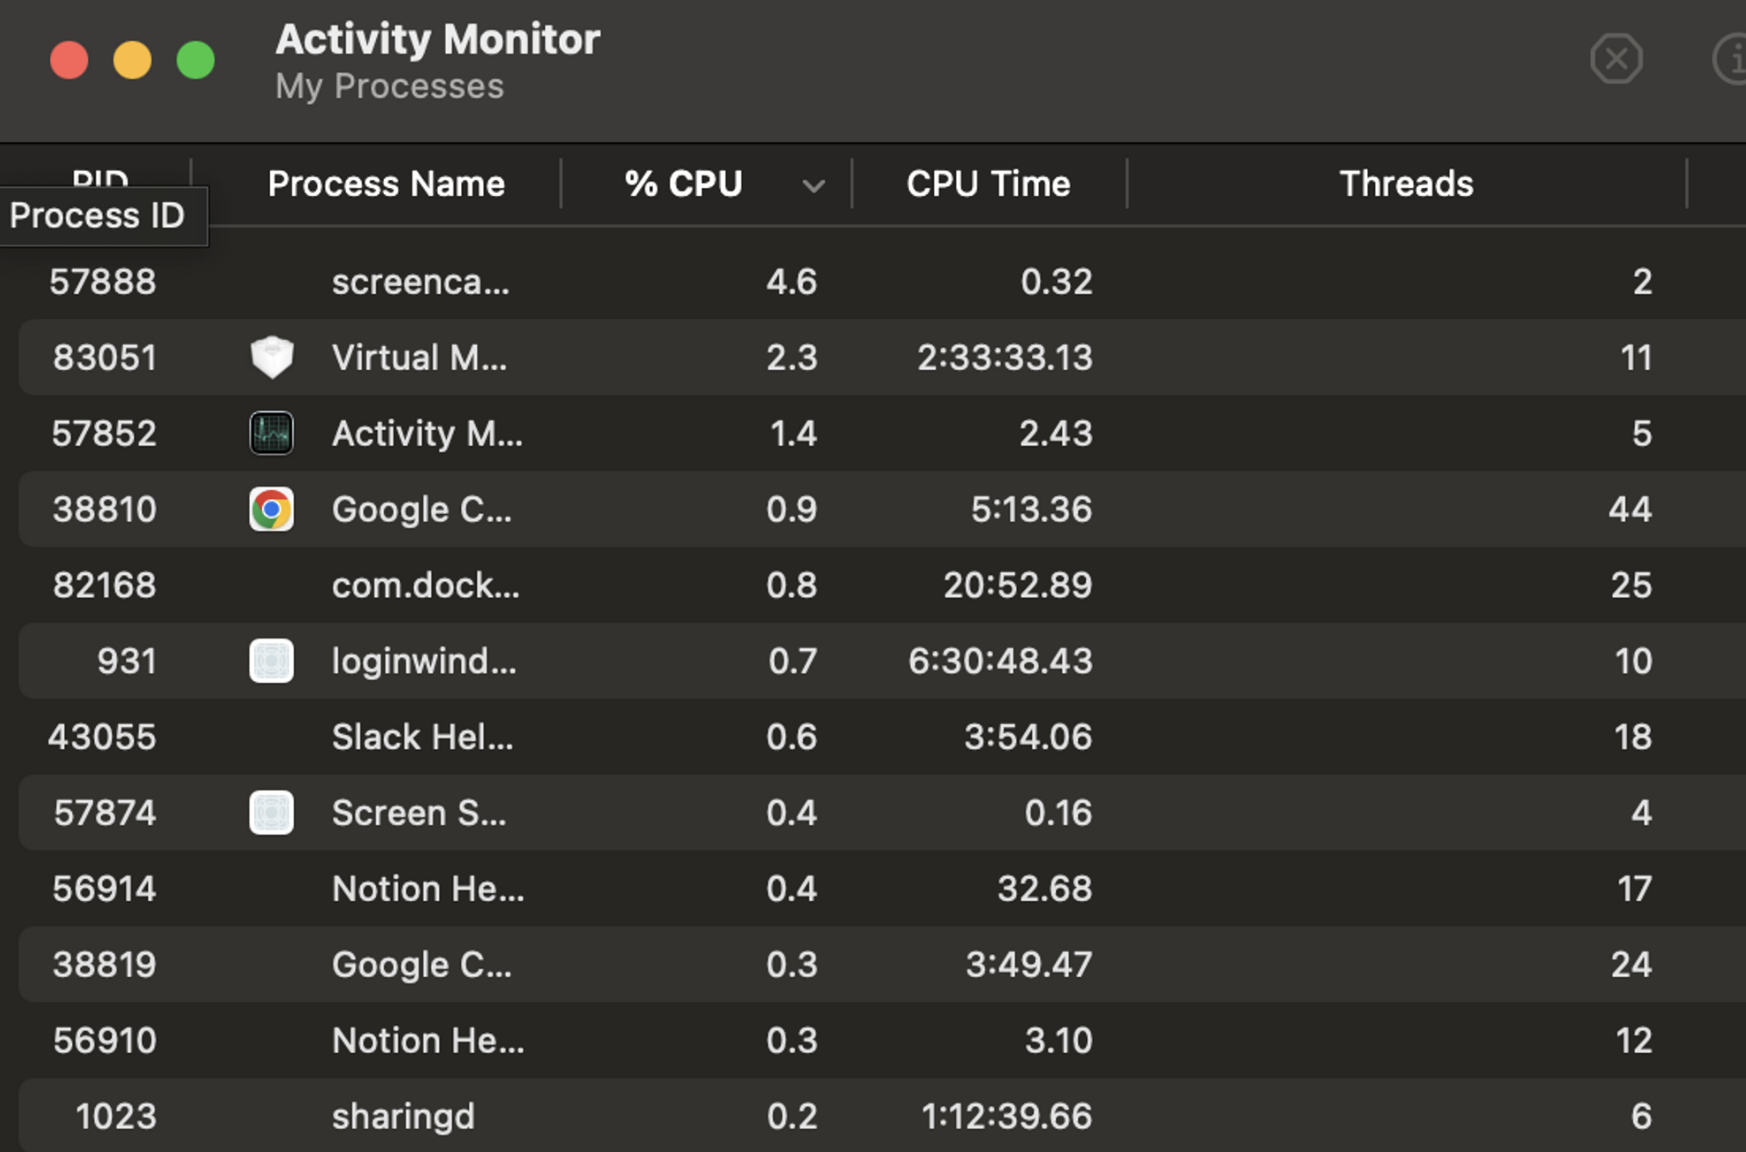 Activity Monitor
My Processes
PID Process Name % CPU CPU Time Threads
Process ID
57888 screenca... 4.6 0.32 2
83051 Virtual M... 2.3 2:33:33.13 11
57852 Activity M... 1.4 2.43 5
38810 Google C... 0.9 5:13.36 44
82168 com.dock... 0.8 20:52.89 25
931 loginwind... 0.7 6:30:48.43 10
43055 Slack Hel... 0.6 3:54.06 18
57874 Screen S... 0.4 0.16 4
56914 Notion He... 0.4 32.68 17
38819 Google C... 0.3 3:49.47 24
56910 Notion He... 0.3 3.10 12
1023 sharingd 0.2 1:12:39.66 6